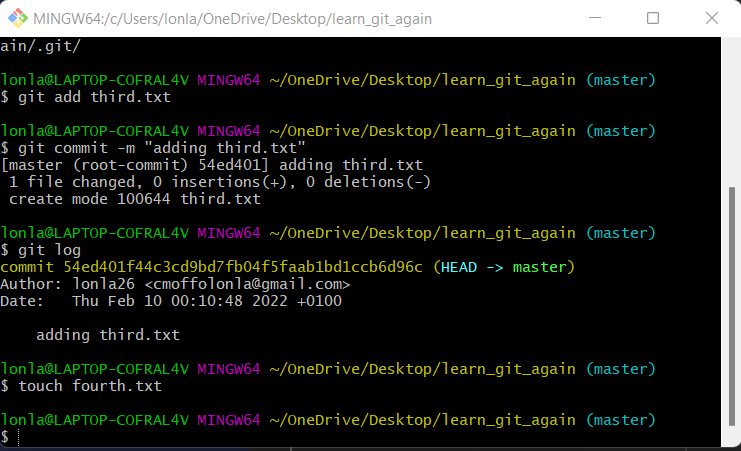 MINGW64:/c/Users/lonla/OneDrive/Desktop/learn_git_again
ain/.git/
lonla@LAPTOP-COFRAL4V MINGW64 ~/OneDrive/Desktop/learn_git_again (master)
$ git add third.txt
lonla@LAPTOP-COFRAL4V MINGW64 ~/OneDrive/Desktop/learn_git_again (master)
$ git commit -m "adding third.txt"
[master (root-commit) 54ed401] adding third.txt
 1 file changed, 0 insertions(+), 0 deletions(-)
 create mode 100644 third.txt
lonla@LAPTOP-COFRAL4V MINGW64 ~/OneDrive/Desktop/learn_git_again (master)
$ git log
commit 54ed401f44c3cd9bd7fb04f5faab1bd1ccb6d96c (HEAD -> master)
Author: lonla26 <cmoffolonla@gmail.com>
Date:   Thu Feb 10 00:10:48 2022 +0100
    adding third.txt
lonla@LAPTOP-COFRAL4V MINGW64 ~/OneDrive/Desktop/learn_git_again (master)
$ touch fourth.txt
lonla@LAPTOP-COFRAL4V MINGW64 ~/OneDrive/Desktop/learn_git_again (master)
$